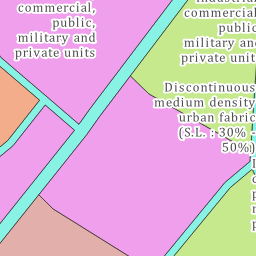 commercial,
public,
military and
private units
commercial
public
military and
private unit
Discontinuous
medium density
urban fabric
(S.L. : 30% -
50%)